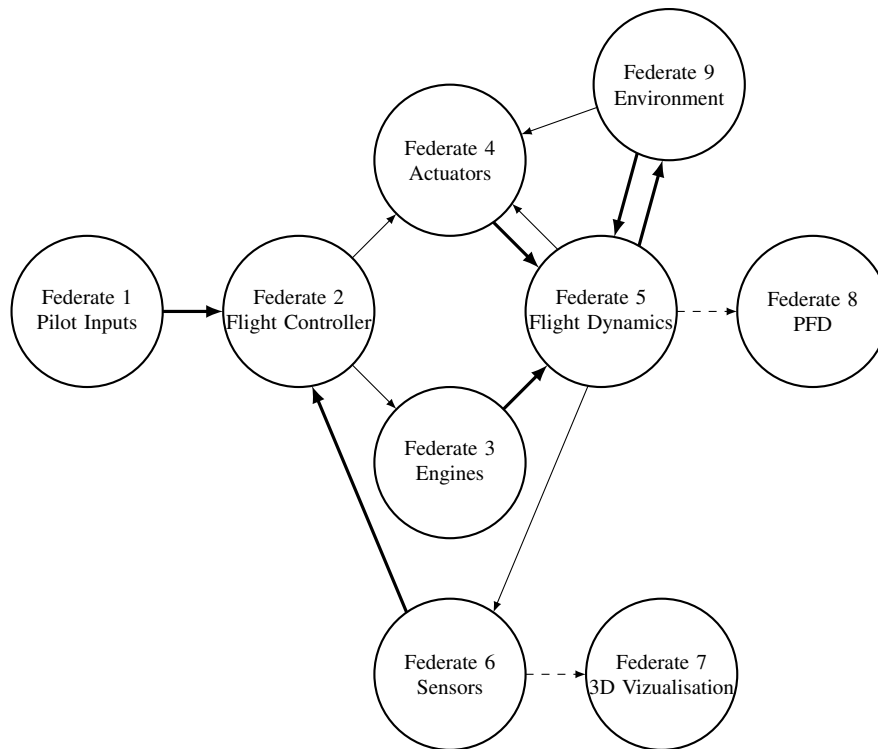 Federate 9
Environment
Federate 4
Actuators
Federate 1
Pilot Inputs
Federate 2
Flight Controller
Federate 5
Flight Dynamics
Federate 8
PFD
Federate 3
Engines
Federate 6
Sensors
Federate 7
3D Vizualisation